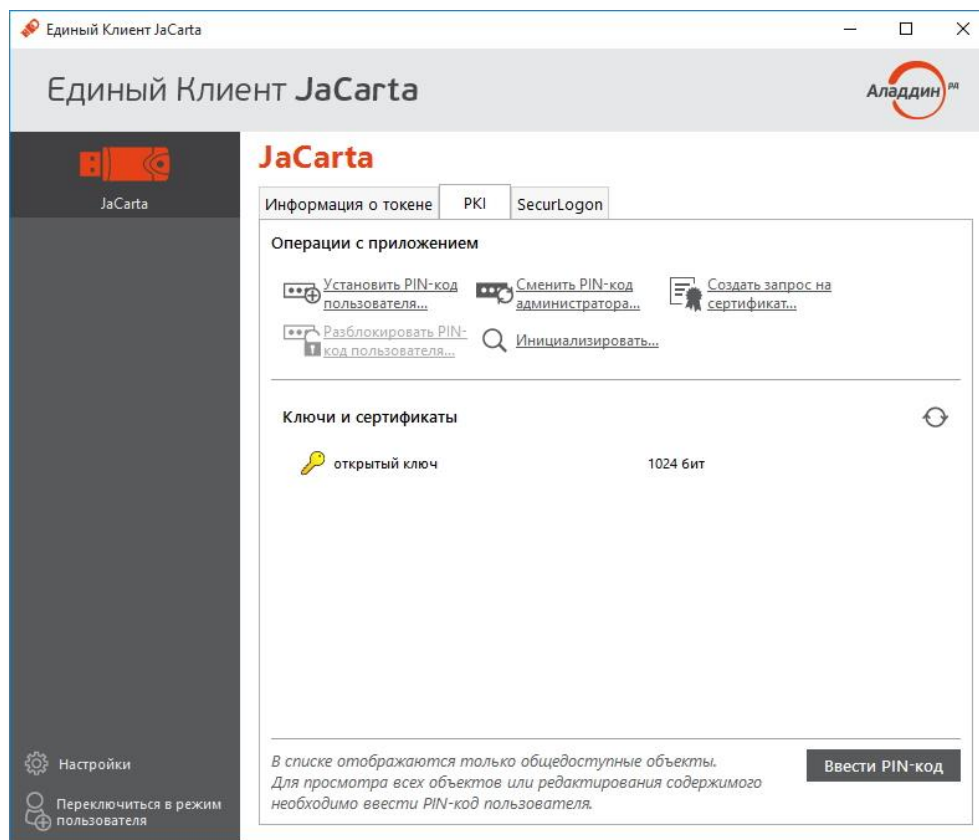 Единый Клиент JaCarta
Единый Клиент JaCarta
Аладдин РД
JaCarta
JaCarta
Информация о токене PKI SecurLogon
Операции с приложением
Установить PIN-код
пользователя...
Сменить PIN-код
администратора...
Создать запрос на
сертификат...
Разблокировать PIN-
код пользователя...
Инициализировать...
Ключи и сертификаты
открытый ключ 1024 бит
Настройки
Переключиться в режим
пользователя
В списке отображаются только общедоступные объекты.
Для просмотра всех объектов или редактирования содержимого
необходимо ввести PIN-код пользователя.
Ввести PIN-код